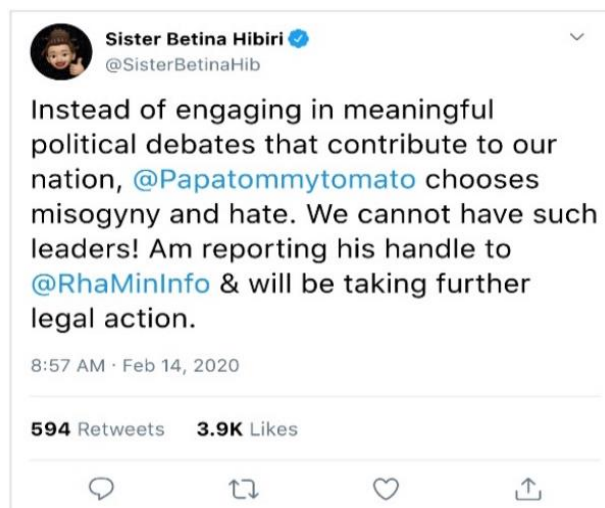 Sister Betina Hibiri
@SisterBetinaHib
Instead of engaging in meaningful
political debates that contribute to our
nation, @Papatommytomato chooses
misogyny and hate. We cannot have such
leaders! Am reporting his handle to
@RhaMinInfo & will be taking further
legal action.
8:57 AM · Feb 14, 2020
594 Retweets 3.9K Likes